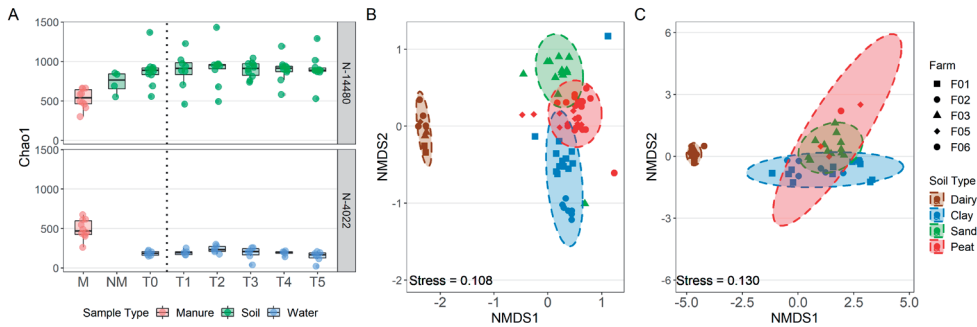 A
1500
1000
500
0
N-14480
Chao1
1500
1000
500
0
N-4022
M NM T0 T1 T2 T3 T4 T5
Sample Type Manure Soil Water
B
NMDS2
1
0
-1
-2
Stress = 0.108
-2 -1 0 1
NMDS1
C
NMDS2
6
3
0
-3
-6
Stress = 0.130
-5.0 -2.5 0.0 2.5 5.0
NMDS1
Farm
F01
F02
F03
F05
F06
Soil Type
Dairy
Clay
Sand
Peat